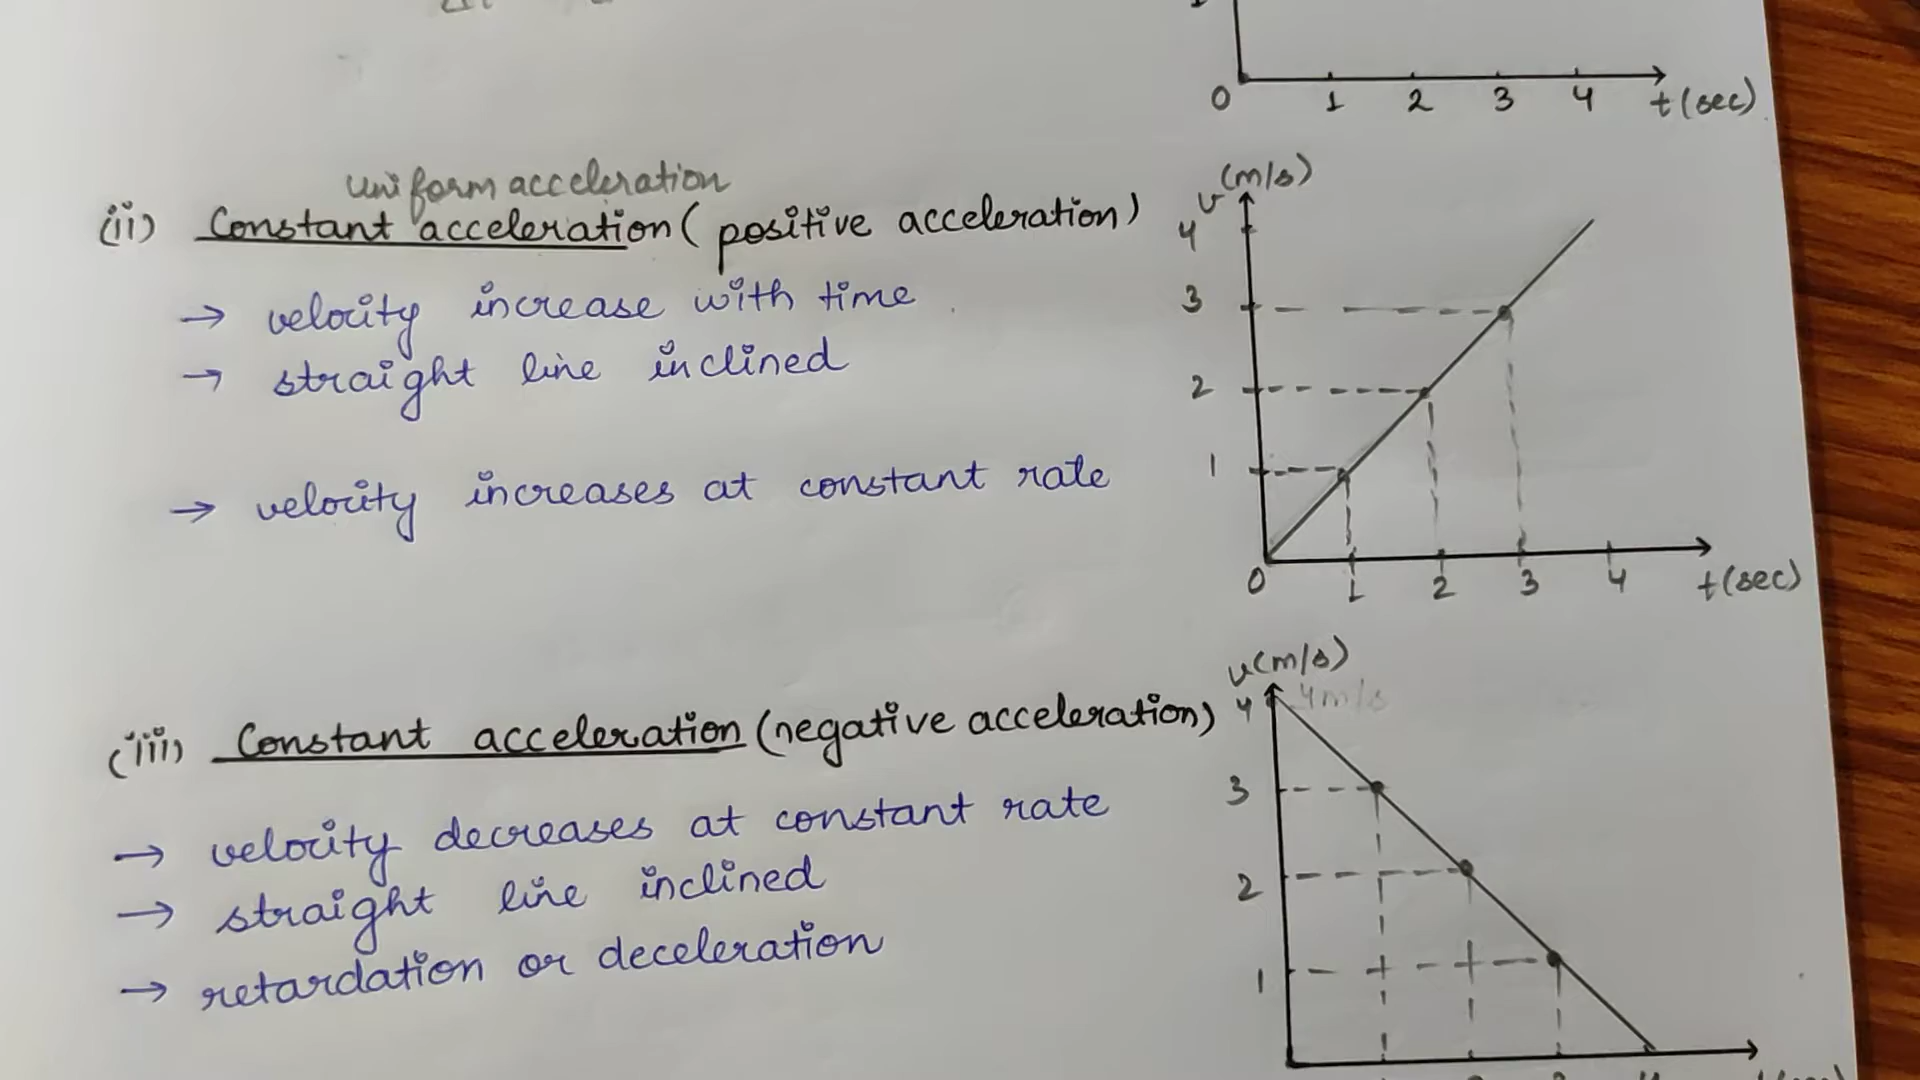 0 1 2 3 4 t(sec)
uniform acceleration
(ii) Constant acceleration (positive acceleration)
→ velocity increase with time
→ straight line inclined
→ velocity increases at constant rate
v (m/s)
4
3
2
1
0 1 2 3 4 t(sec)
(iii) Constant acceleration (negative acceleration)
→ velocity decreases at constant rate
→ straight line inclined
→ retardation or deceleration
v(m/s)
4 4m/s
3
2
1